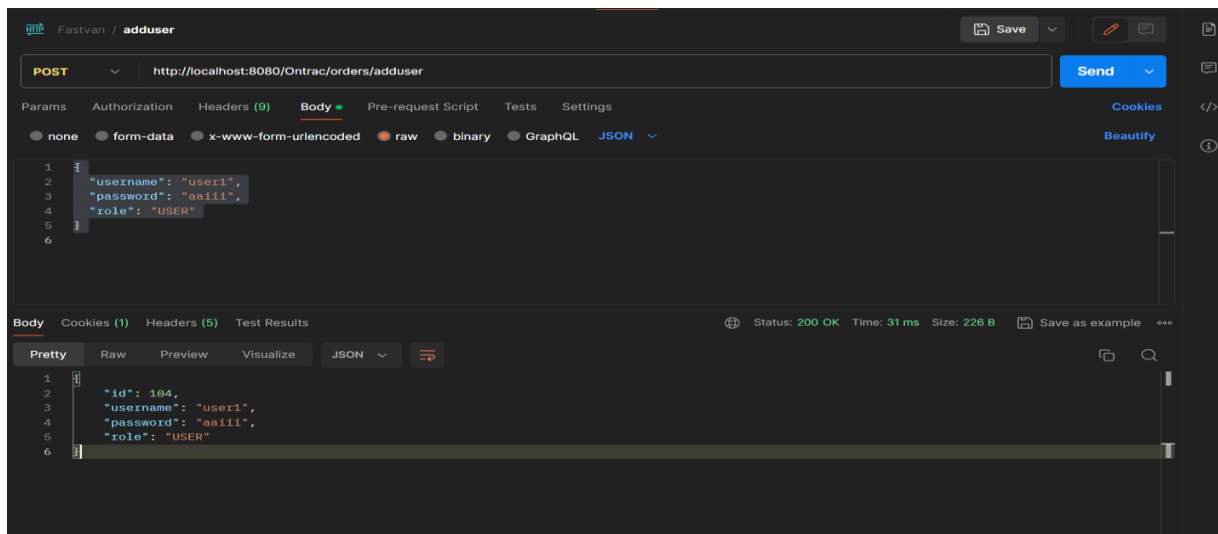 HTTP Fastvan / adduser Save
POST http://localhost:8080/Ontrac/orders/adduser Send
Params Authorization Headers (9) Body Pre-request Script Tests Settings Cookies
none form-data x-www-form-urlencoded raw binary GraphQL JSON Beautify
1 {
2 "username": "user1",
3 "password": "aaiii",
4 "role": "USER"
5 }
6
Body Cookies (1) Headers (5) Test Results Status: 200 OK Time: 31 ms Size: 226 B Save as example
Pretty Raw Preview Visualize JSON
1 {
2 "id": 104,
3 "username": "user1",
4 "password": "aaiii",
5 "role": "USER"
6 }